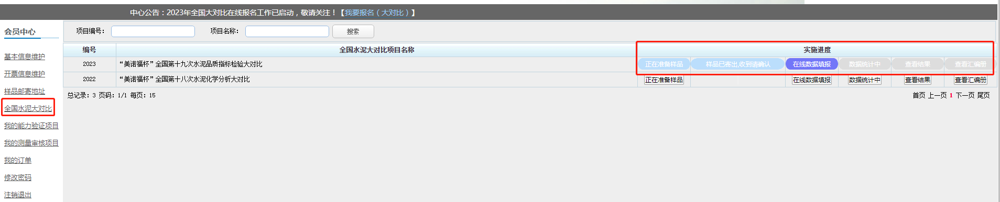 中心公告：2023年全国大对比在线报名工作已启动，敬请关注！【我要报名（大对比）】
会员中心
基本信息维护
开票信息维护
样品邮寄地址
全国水泥大对比
我的能力验证项目
我的测量审核项目
我的订单
修改密码
注销退出
项目编号： 项目名称： 搜索
编号 全国水泥大对比项目名称 实施进度
2023 “美诺福杯”全国第十九次水泥品质指标检验大对比 正在准备样品 样品已寄出,收到请确认 在线数据填报 数据统计中 查看结果 查看汇编册
2022 “美诺福杯”全国第十八次水泥化学分析大对比 正在准备样品 在线数据填报 数据统计中 查看结果 查看汇编册
总记录：3 页码：1/1 每页：15 首页 上一页 1 下一页 尾页